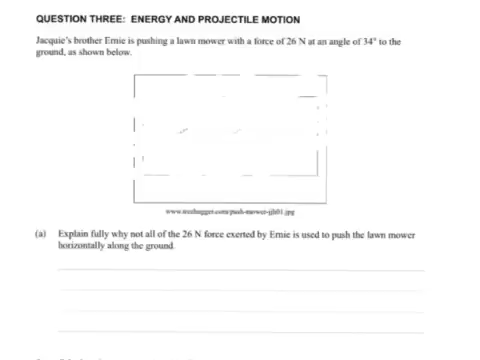 QUESTION THREE: ENERGY AND PROJECTILE MOTION
Jacquie's brother Ernie is pushing a lawn mower with a force of 26 N at an angle of 34° to the
ground, as shown below.
(a) Explain fully why not all of the 26 N force exerted by Ernie is used to push the lawn mower
horizontally along the ground.